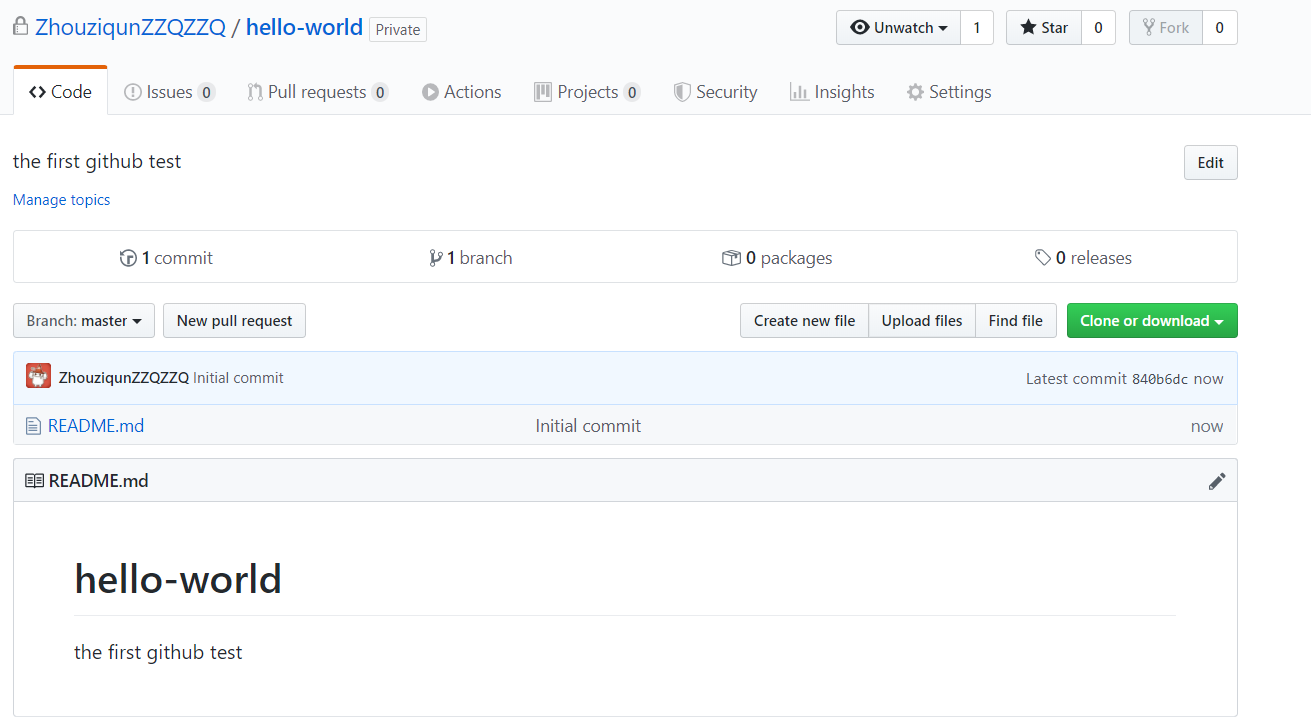 ZhouziqunZZQZZQ / hello-world Private
Unwatch 1 Star 0 Fork 0
Code Issues 0 Pull requests 0 Actions Projects 0 Security Insights Settings
the first github test
Edit
Manage topics
1 commit 1 branch 0 packages 0 releases
Branch: master New pull request Create new file Upload files Find file Clone or download
ZhouziqunZZQZZQ Initial commit Latest commit 840b6dc now
README.md Initial commit now
README.md
hello-world
the first github test